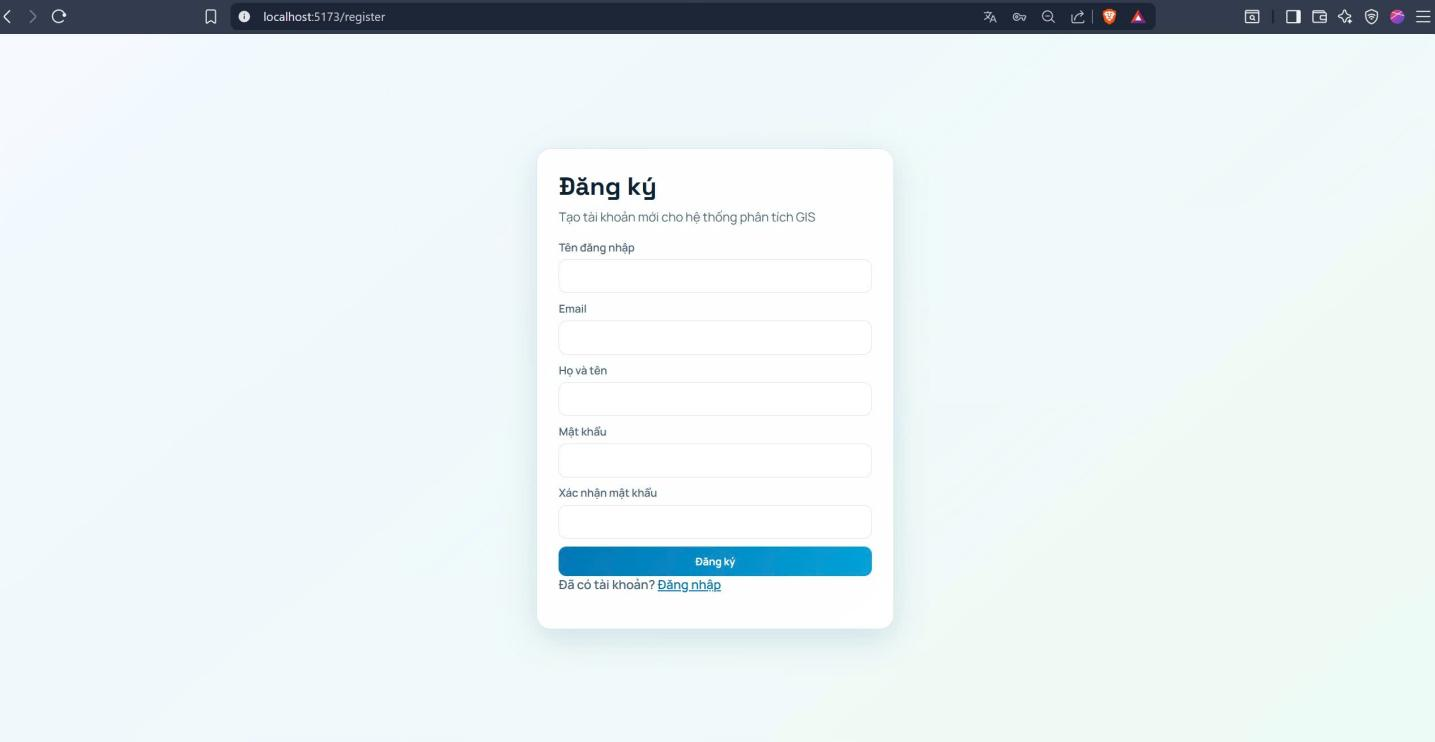 localhost:5173/register
Đăng ký
Tạo tài khoản mới cho hệ thống phân tích GIS
Tên đăng nhập
Email
Họ và tên
Mật khẩu
Xác nhận mật khẩu
Đăng ký
Đã có tài khoản? Đăng nhập